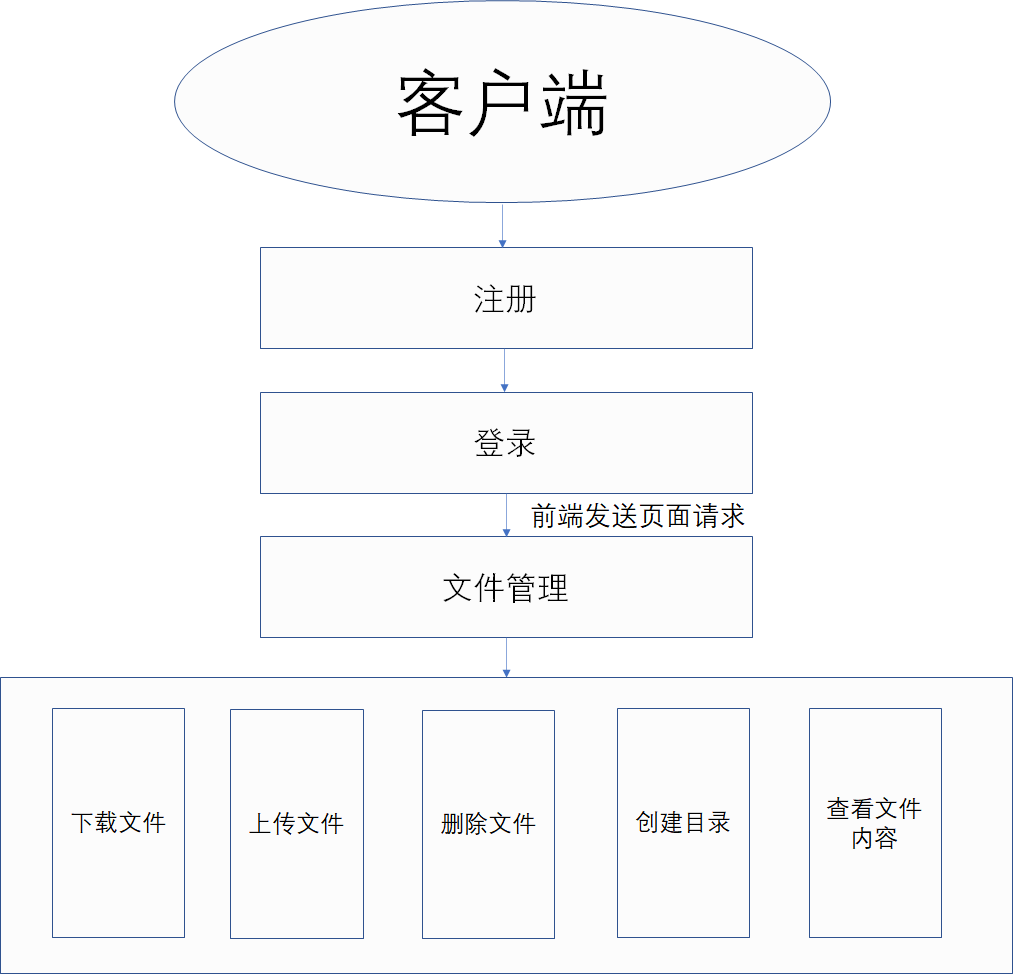 客户端
注册
登录
前端发送页面请求
文件管理
下载文件
上传文件
删除文件
创建目录
查看文件
内容